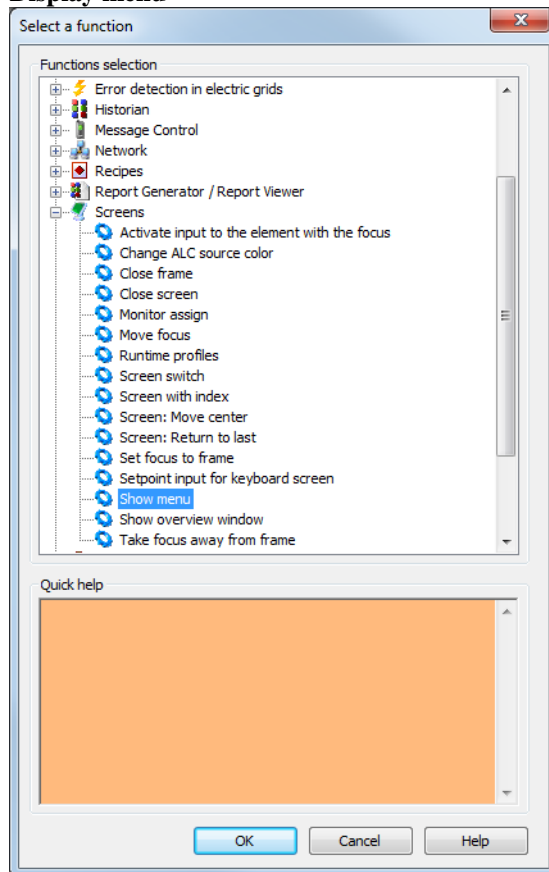 Display menu
Select a function
Functions selection
Error detection in electric grids
Historian
Message Control
Network
Recipes
Report Generator / Report Viewer
Screens
Activate input to the element with the focus
Change ALC source color
Close frame
Close screen
Monitor assign
Move focus
Runtime profiles
Screen switch
Screen with index
Screen: Move center
Screen: Return to last
Set focus to frame
Setpoint input for keyboard screen
Show menu
Show overview window
Take focus away from frame
Quick help
OK Cancel Help